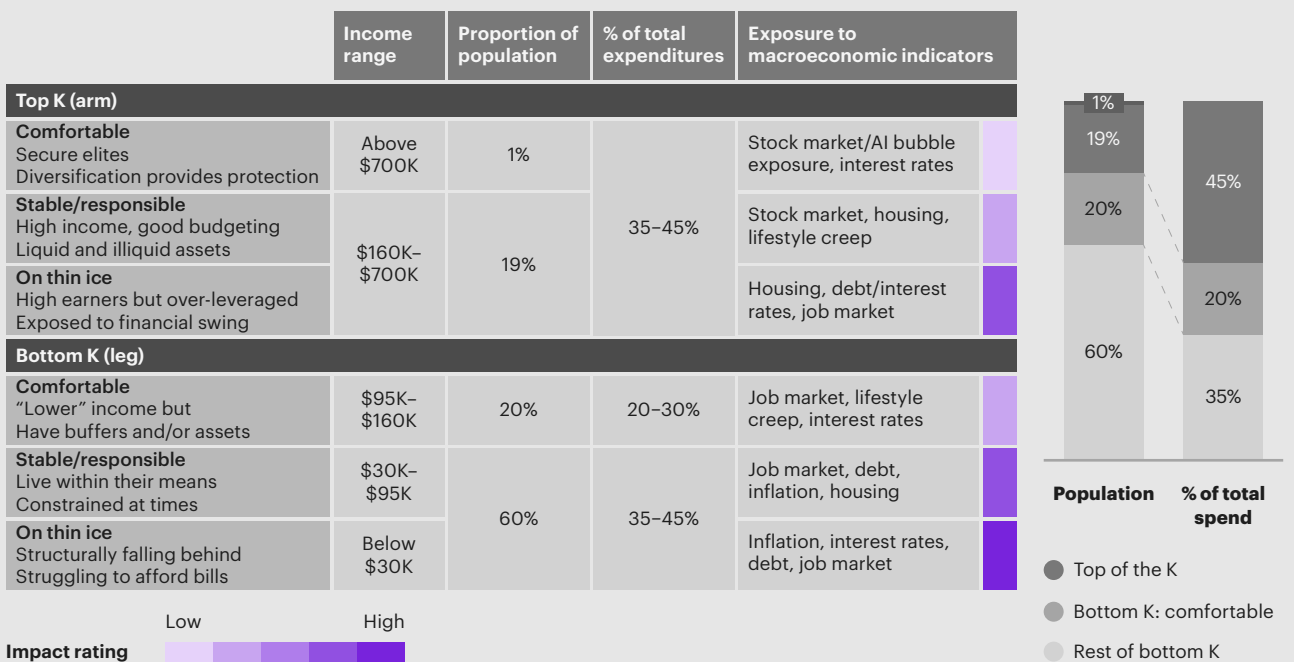 Income
range
Proportion of
population
% of total
expenditures
Exposure to
macroeconomic indicators
Top K (arm)
Comfortable
Secure elites
Diversification provides protection
Above
$700K
1%
Stock market/AI bubble
exposure, interest rates
Stable/responsible
High income, good budgeting
Liquid and illiquid assets
$160K–
$700K
19%
35–45%
Stock market, housing,
lifestyle creep
On thin ice
High earners but over-leveraged
Exposed to financial swing
Housing, debt/interest
rates, job market
Bottom K (leg)
Comfortable
“Lower” income but
Have buffers and/or assets
$95K–
$160K
20%
20–30%
Job market, lifestyle
creep, interest rates
Stable/responsible
Live within their means
Constrained at times
$30K–
$95K
60%
35–45%
Job market, debt,
inflation, housing
On thin ice
Structurally falling behind
Struggling to afford bills
Below
$30K
Inflation, interest rates,
debt, job market
Low
High
Impact rating
1%
19%
20%
60%
45%
20%
35%
Population
% of total
spend
Top of the K
Bottom K: comfortable
Rest of bottom K